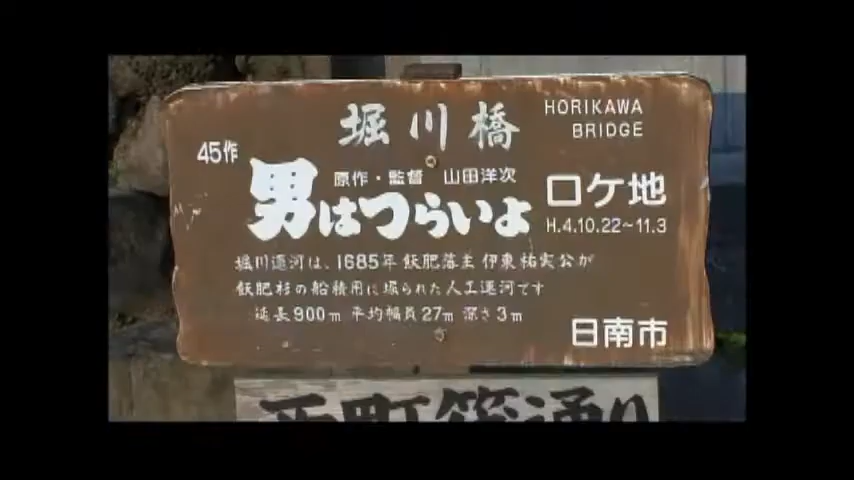 堀川橋
HORIKAWA
BRIDGE
45作
原作・監督 山田洋次
男はつらいよ
ロケ地
H.4.10.22~11.3
堀川運河は、1685年 飫肥藩主 伊東祐実公が
飫肥杉の船積用に堀られた人工運河です
延長900m 平均幅員27m 深さ3m
日南市